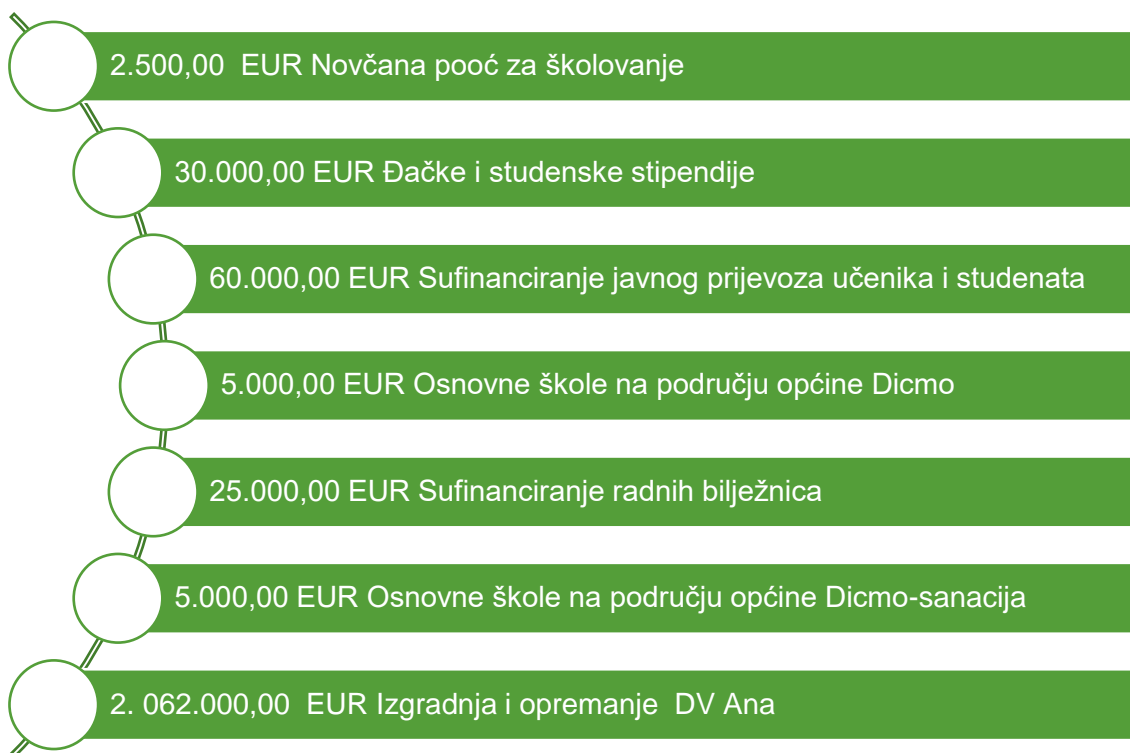 2.500,00  EUR Novčana pooć za školovanje
30.000,00 EUR Đačke i studenske stipendije
60.000,00 EUR Sufinanciranje javnog prijevoza učenika i studenata
5.000,00 EUR Osnovne škole na području općine Dicmo
25.000,00 EUR Sufinanciranje radnih bilježnica
5.000,00 EUR Osnovne škole na području općine Dicmo-sanacija
2. 062.000,00  EUR Izgradnja i opremanje  DV Ana